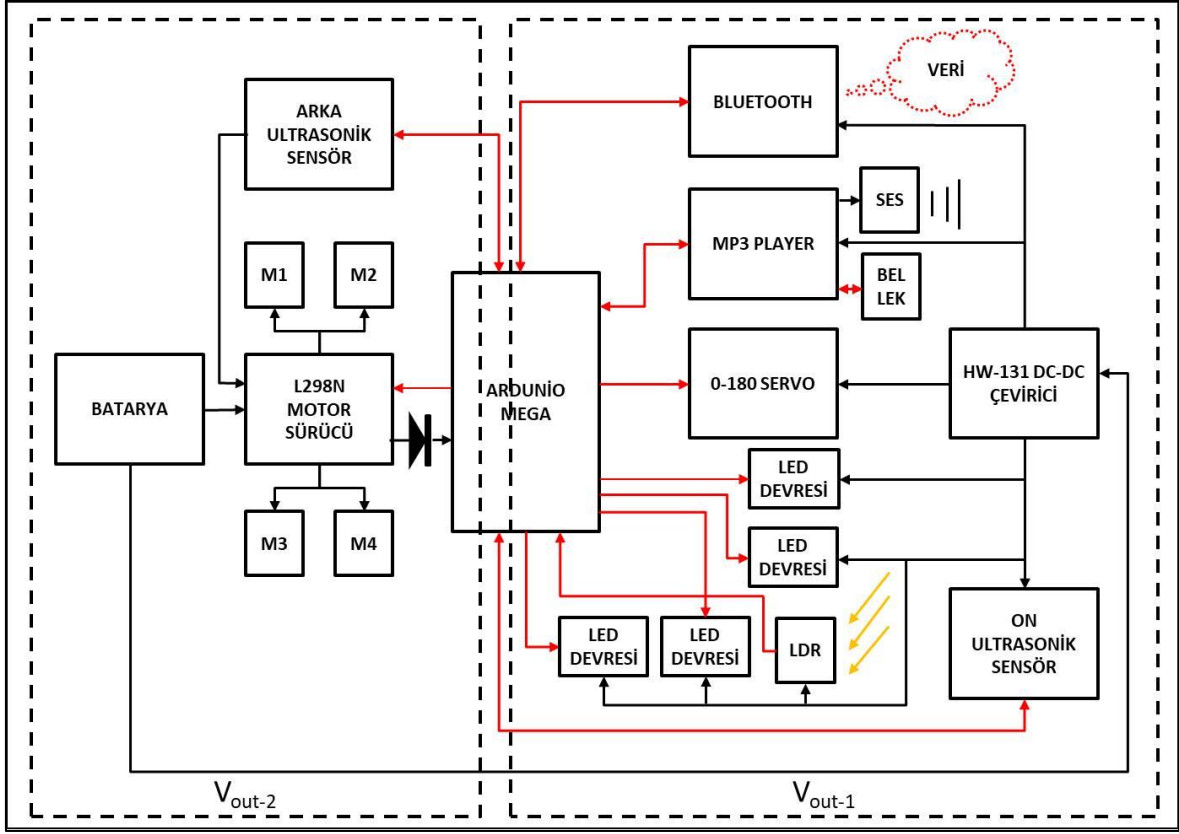 VERİ
BLUETOOTH
ARKA
ULTRASONİK
SENSÖR
SES
MP3 PLAYER
BEL
LEK
M1
M2
ARDUNİO
MEGA
BATARYA
L298N
MOTOR
SÜRÜCÜ
0-180 SERVO
HW-131 DC-DC
ÇEVİRİCİ
LED
DEVRESİ
M3
M4
LED
DEVRESİ
LED
DEVRESİ
LED
DEVRESİ
LDR
ON
ULTRASONİK
SENSÖR
Vout-2
Vout-1